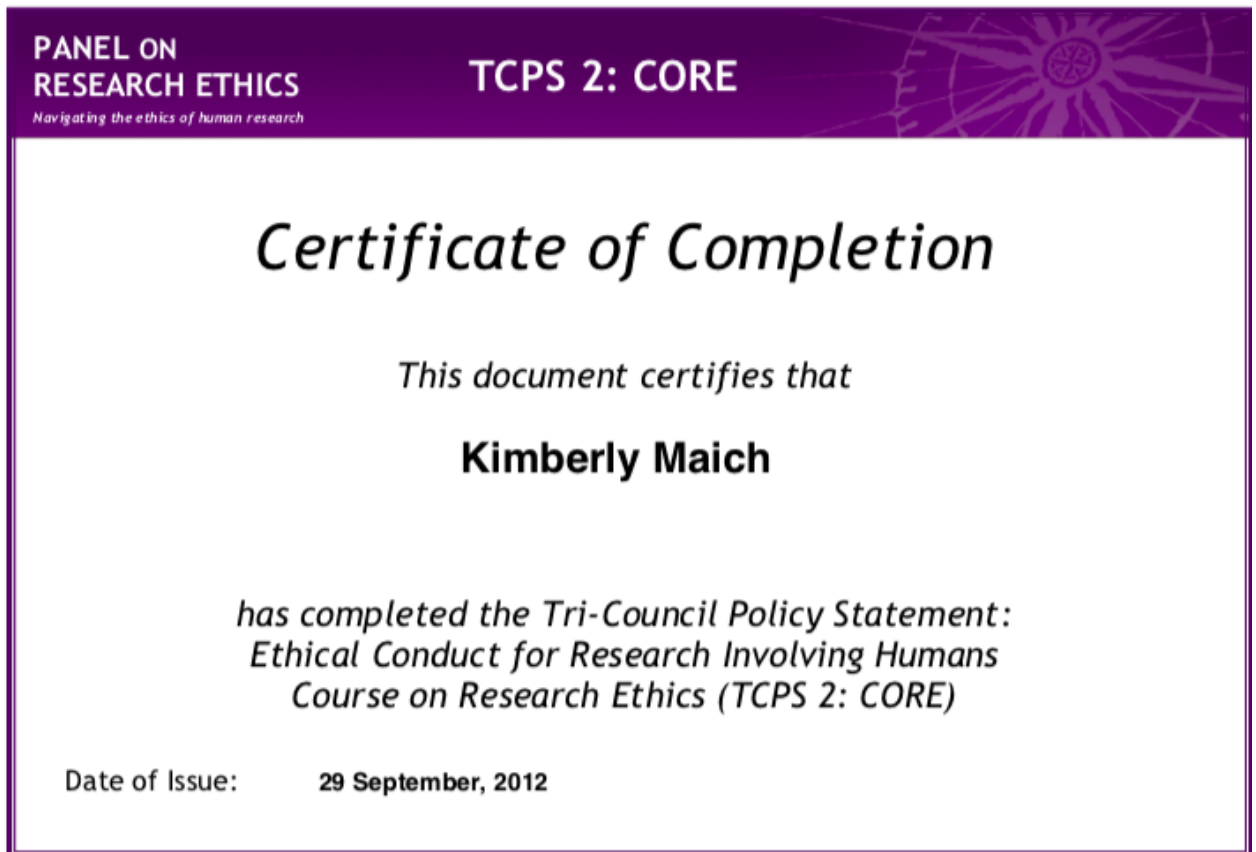 PANEL ON
RESEARCH ETHICS
Navigating the ethics of human research
TCPS 2: CORE
Certificate of Completion
This document certifies that
Kimberly Maich
has completed the Tri-Council Policy Statement:
Ethical Conduct for Research Involving Humans
Course on Research Ethics (TCPS 2: CORE)
Date of Issue: 29 September, 2012